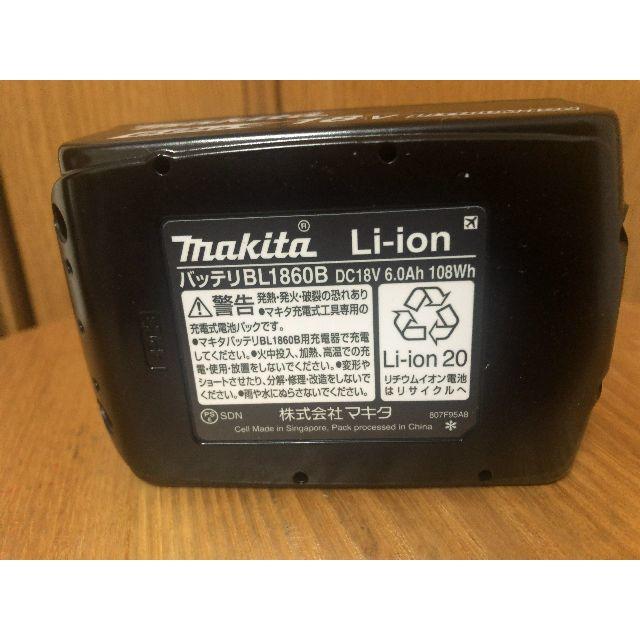 18V
makita® Li-ion
バッテリBL1860B DC18V 6.0Ah 108Wh
警告 発熱・発火・破裂の恐れあり
●マキタ充電式工具専用の
充電式電池パックです。
●マキタバッテリBL1860B用充電器で充電
してください。●火中投入、加熱、高温での充
電・使用・放置をしないでください。●変形や
ショートさせたり、分解・修理・改造をしないで
ください。●雨や水にぬらさないでください。
Li-ion 20
リチウムイオン電池
はリサイクルへ
PS E SDN 株式会社マキタ 807F95AB
Cell Made in Singapore, Pack processed in China *